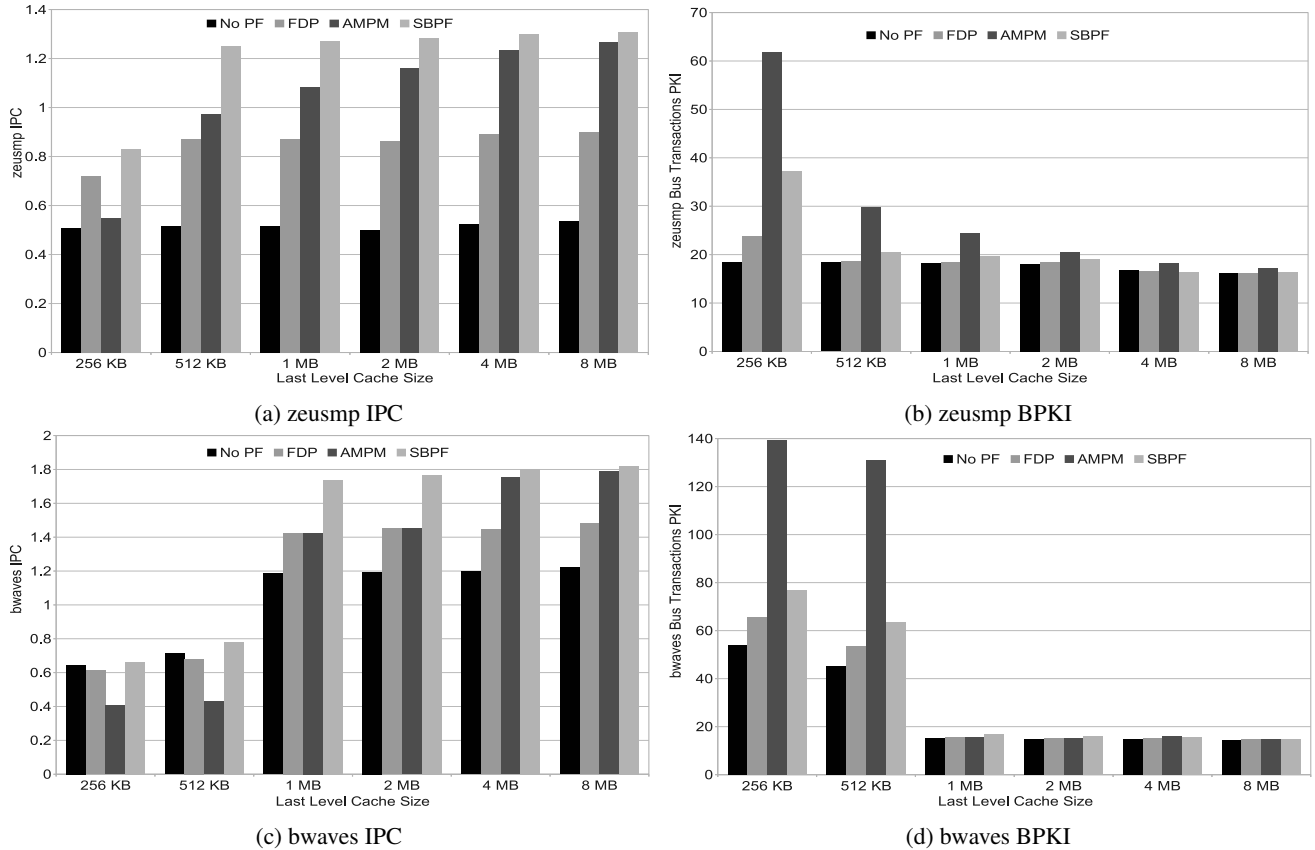 No PF FDP AMPM SBPF
1.4
1.2
1
0.8
0.6
0.4
0.2
0
zeusmp IPC
256 KB 512 KB 1 MB 2 MB 4 MB 8 MB
Last Level Cache Size
(a) zeusmp IPC
No PF FDP AMPM SBPF
70
60
50
40
30
20
10
0
zeusmp Bus Transactions PKI
256 KB 512 KB 1 MB 2 MB 4 MB 8 MB
Last Level Cache Size
(b) zeusmp BPKI
No PF FDP AMPM SBPF
2
1.8
1.6
1.4
1.2
1
0.8
0.6
0.4
0.2
0
bwaves IPC
256 KB 512 KB 1 MB 2 MB 4 MB 8 MB
Last Level Cache Size
(c) bwaves IPC
No PF FDP AMPM SBPF
140
120
100
80
60
40
20
0
bwaves Bus Transactions PKI
256 KB 512 KB 1 MB 2 MB 4 MB 8 MB
Last Level Cache Size
(d) bwaves BPKI